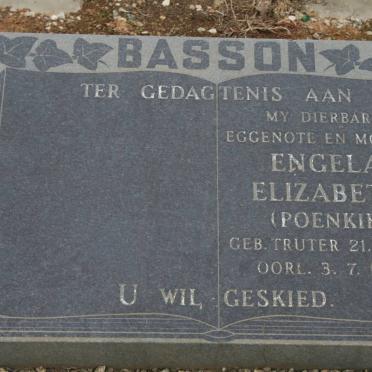 BASSON
TER GEDAGTENIS AAN
MY DIERBAR
EGGENOTE EN MO
ENGELA
ELIZABET
(POENKI
GEB. TRUTER 21.
OORL. 3. 7.
U WIL GESKIED.